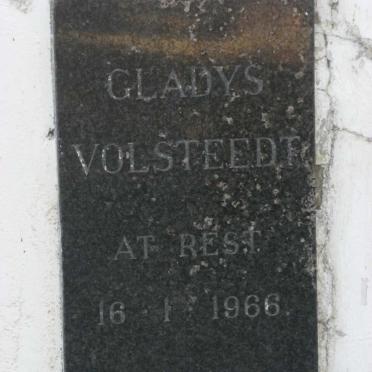 GLADYS
VOLSTEEDT
AT REST
16 - 1 - 1966.